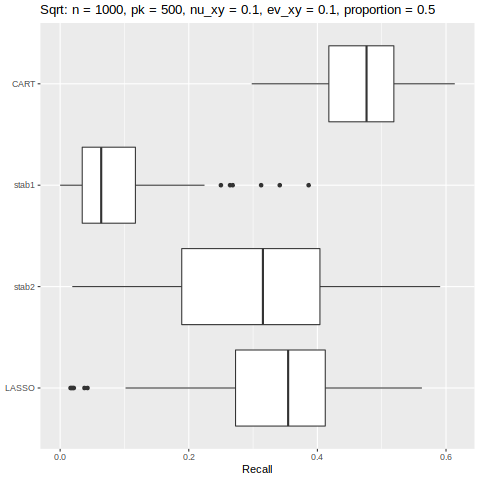 Sqrt: n = 1000, pk = 500, nu_xy = 0.1, ev_xy = 0.1, proportion = 0.5
CART
stab1
stab2
LASSO
0.0 0.2 0.4 0.6
Recall